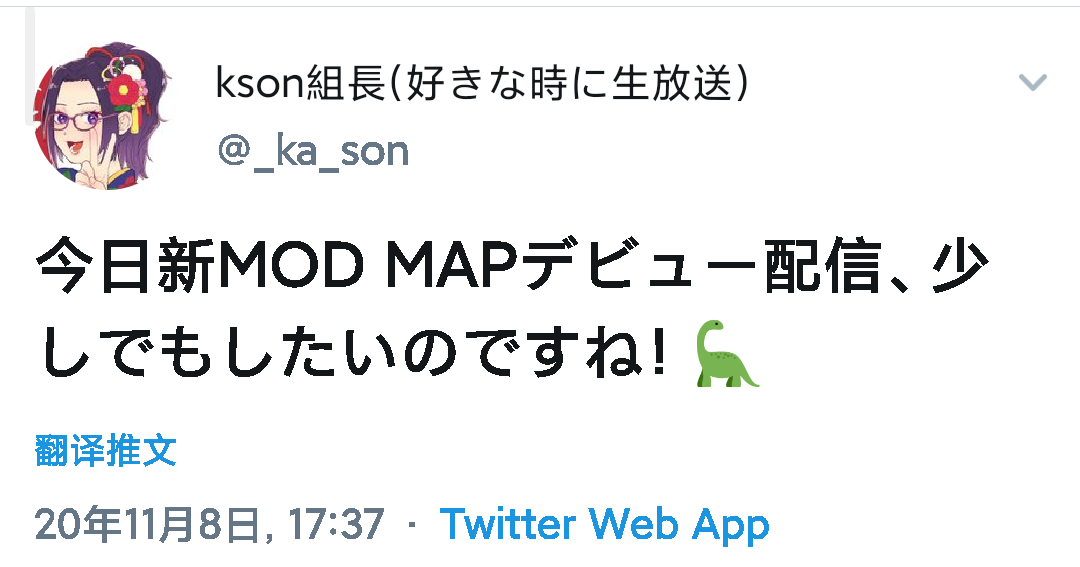 kson組長(好きな時に生放送)
@_ka_son
今日新MOD MAPデビュー配信、少
しでもしたいのですね! 🦕
翻译推文
20年11月8日, 17:37 · Twitter Web App